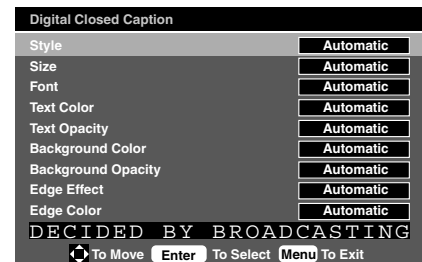 Digital Closed Caption
Style Automatic
Size Automatic
Font Automatic
Text Color Automatic
Text Opacity Automatic
Background Color Automatic
Background Opacity Automatic
Edge Effect Automatic
Edge Color Automatic
DECIDED BY BROADCASTING
To Move Enter To Select Menu To Exit